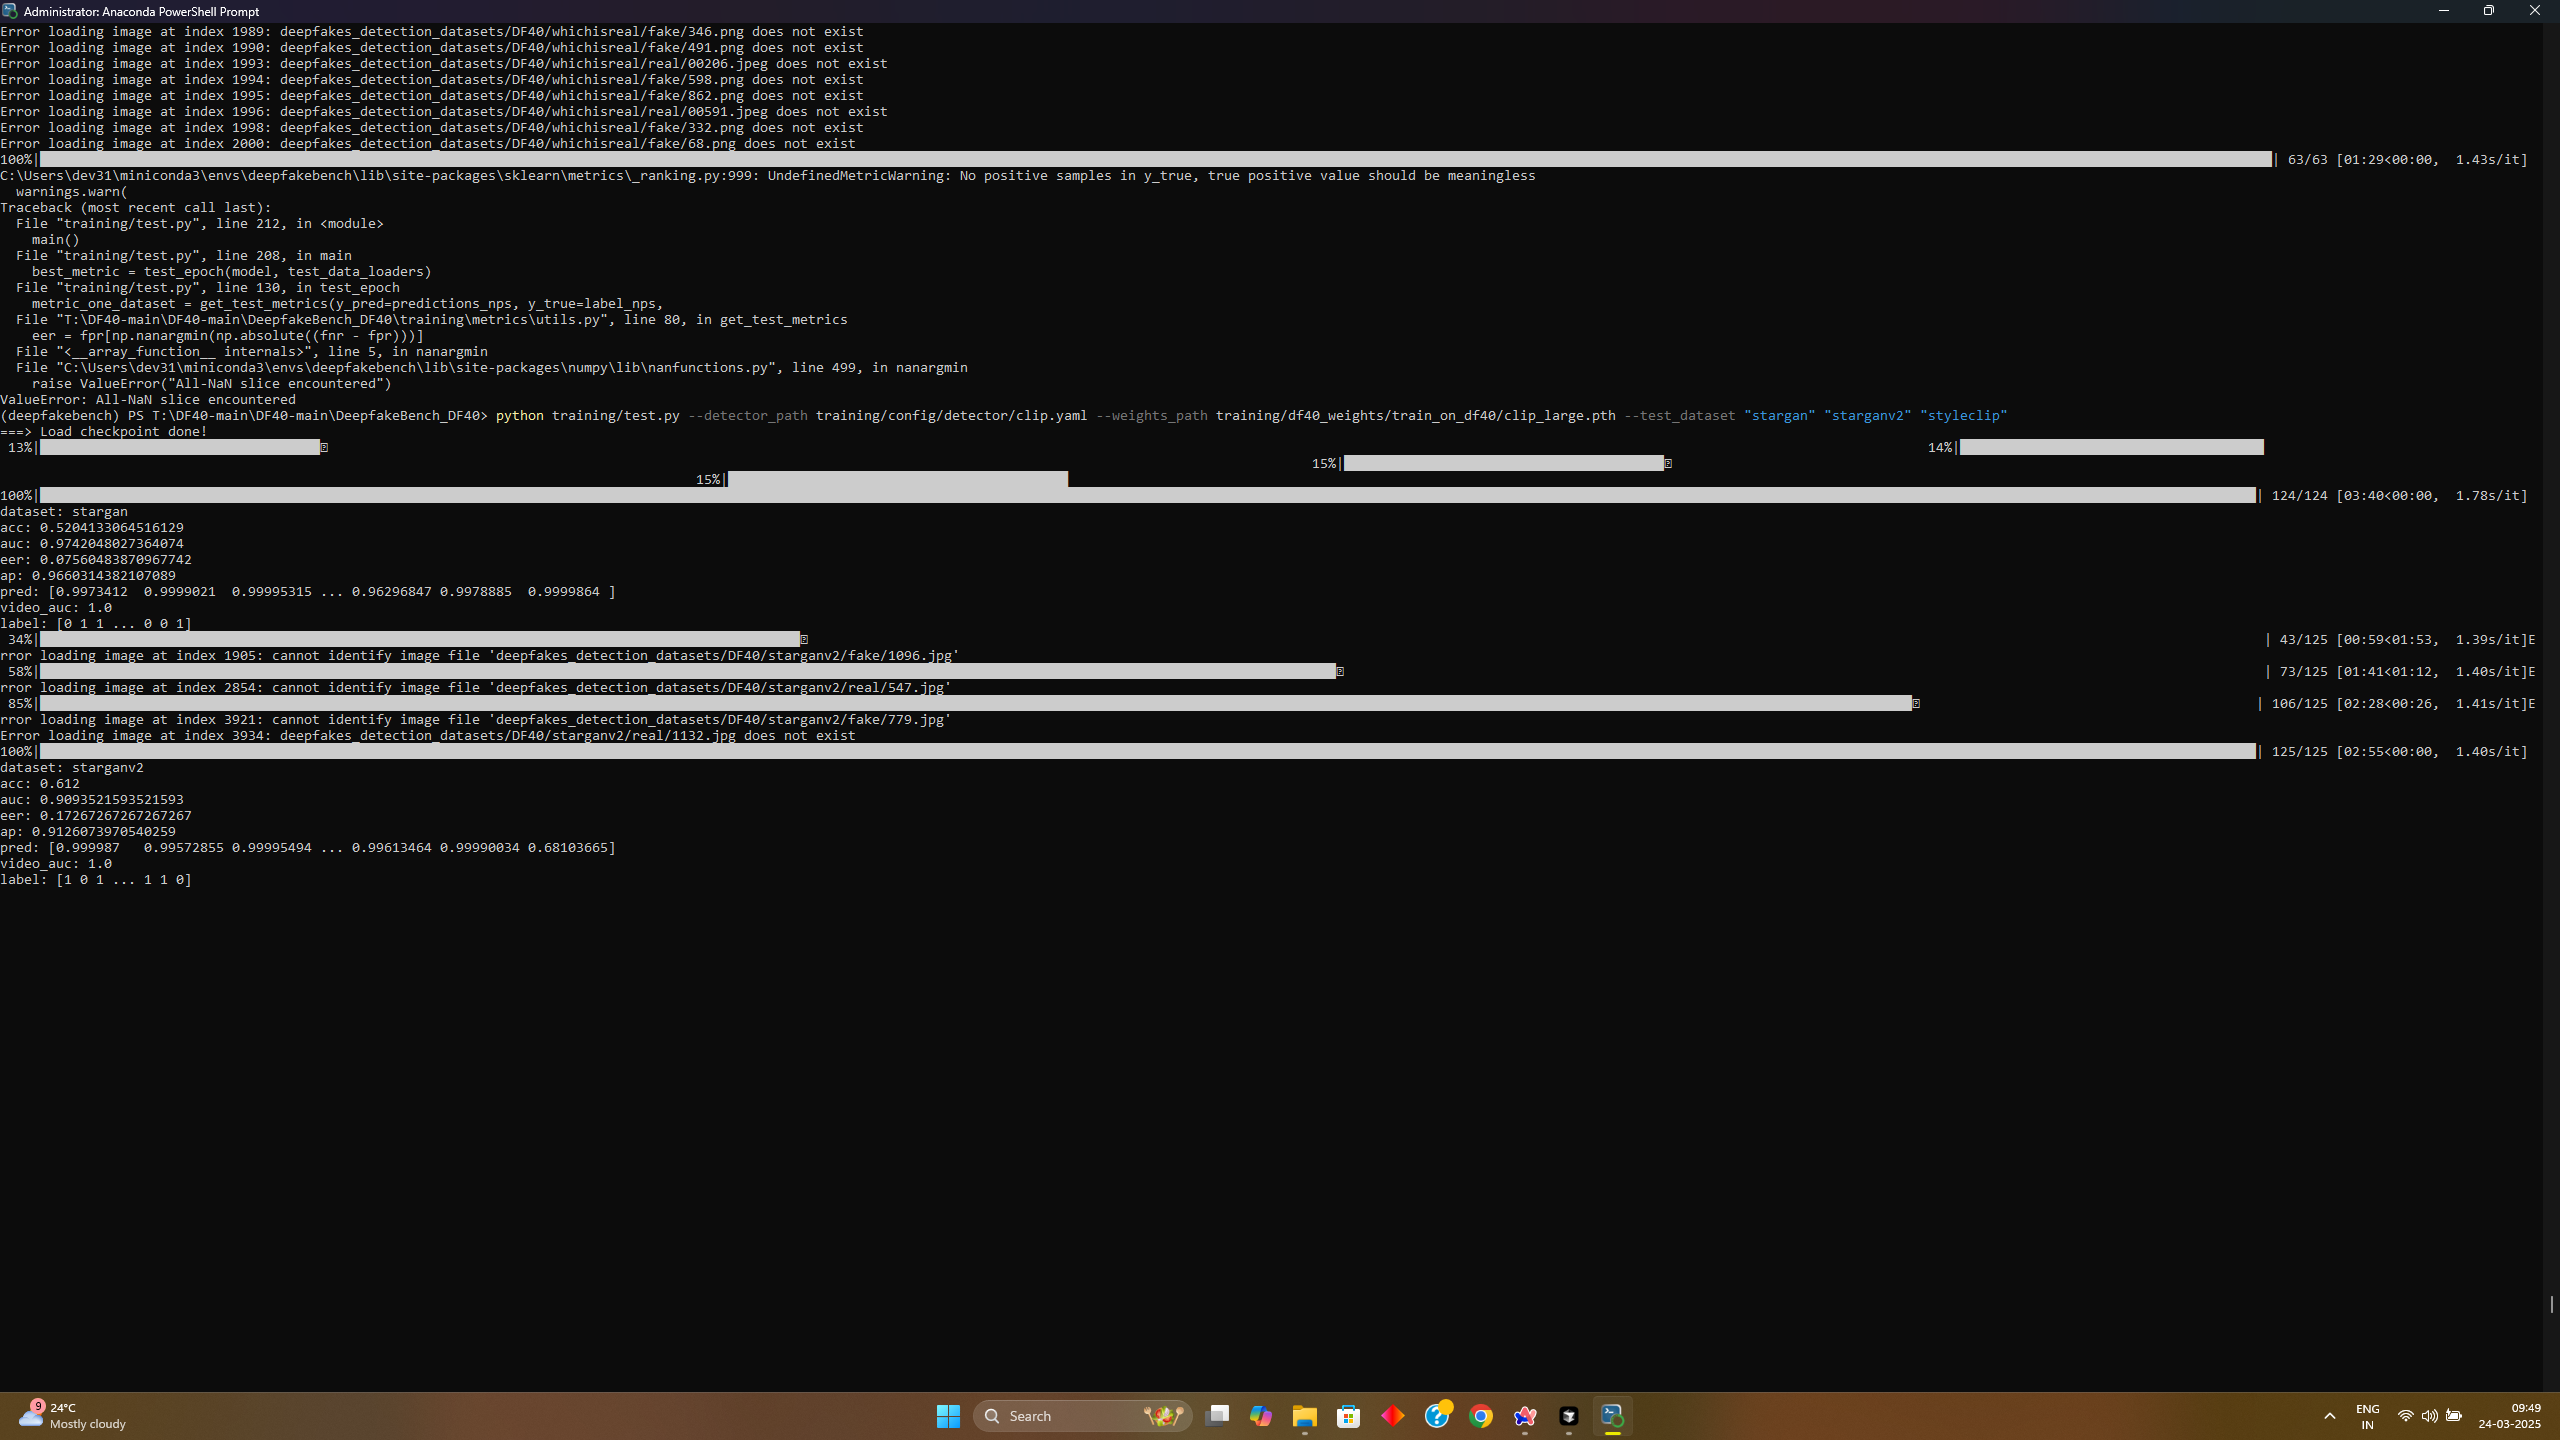 Administrator: Anaconda PowerShell Prompt
Error loading image at index 1989: deepfakes_detection_datasets/DF40/whichisreal/fake/346.png does not exist
Error loading image at index 1990: deepfakes_detection_datasets/DF40/whichisreal/fake/491.png does not exist
Error loading image at index 1993: deepfakes_detection_datasets/DF40/whichisreal/real/00206.jpeg does not exist
Error loading image at index 1994: deepfakes_detection_datasets/DF40/whichisreal/fake/598.png does not exist
Error loading image at index 1995: deepfakes_detection_datasets/DF40/whichisreal/fake/862.png does not exist
Error loading image at index 1996: deepfakes_detection_datasets/DF40/whichisreal/real/00591.jpeg does not exist
Error loading image at index 1998: deepfakes_detection_datasets/DF40/whichisreal/fake/332.png does not exist
Error loading image at index 2000: deepfakes_detection_datasets/DF40/whichisreal/fake/68.png does not exist
100%| | 63/63 [01:29<00:00, 1.43s/it]
C:\Users\dev31\miniconda3\envs\deepfakebench\lib\site-packages\sklearn\metrics\_ranking.py:999: UndefinedMetricWarning: No positive samples in y_true, true positive value should be meaningless
warnings.warn(
Traceback (most recent call last):
File "training/test.py", line 212, in <module>
main()
File "training/test.py", line 208, in main
best_metric = test_epoch(model, test_data_loaders)
File "training/test.py", line 130, in test_epoch
metric_one_dataset = get_test_metrics(y_pred=predictions_nps, y_true=label_nps,
File "T:\DF40-main\DF40-main\DeepfakeBench_DF40\training\metrics\utils.py", line 80, in get_test_metrics
eer = fpr[np.nanargmin(np.absolute((fnr - fpr)))]
File "<__array_function__ internals>", line 5, in nanargmin
File "C:\Users\dev31\miniconda3\envs\deepfakebench\lib\site-packages\numpy\lib\nanfunctions.py", line 499, in nanargmin
raise ValueError("All-NaN slice encountered")
ValueError: All-NaN slice encountered
(deepfakebench) PS T:\DF40-main\DF40-main\DeepfakeBench_DF40> python training/test.py --detector_path training/config/detector/clip.yaml --weights_path training/df40_weights/train_on_df40/clip_large.pth --test_dataset "stargan" "starganv2" "styleclip"
===> Load checkpoint done!
13%| 14%|
15%|
15%|
100%| | 124/124 [03:40<00:00, 1.78s/it]
dataset: stargan
acc: 0.5204133064516129
auc: 0.9742048027364074
eer: 0.07560483870967742
ap: 0.9660314382107089
pred: [0.9973412 0.9999021 0.99995315 ... 0.96296847 0.9978885 0.9999864 ]
video_auc: 1.0
label: [0 1 1 ... 0 0 1]
34%| | 43/125 [00:59<01:53, 1.39s/it]E
rror loading image at index 1905: cannot identify image file 'deepfakes_detection_datasets/DF40/starganv2/fake/1096.jpg'
58%| | 73/125 [01:41<01:12, 1.40s/it]E
rror loading image at index 2854: cannot identify image file 'deepfakes_detection_datasets/DF40/starganv2/real/547.jpg'
85%| | 106/125 [02:28<00:26, 1.41s/it]E
rror loading image at index 3921: cannot identify image file 'deepfakes_detection_datasets/DF40/starganv2/fake/779.jpg'
Error loading image at index 3934: deepfakes_detection_datasets/DF40/starganv2/real/1132.jpg does not exist
100%| | 125/125 [02:55<00:00, 1.40s/it]
dataset: starganv2
acc: 0.612
auc: 0.9093521593521593
eer: 0.17267267267267267
ap: 0.9126073970540259
pred: [0.999987 0.99572855 0.99995494 ... 0.99613464 0.99990034 0.68103665]
video_auc: 1.0
label: [1 0 1 ... 1 1 0]
9
24°C
Mostly cloudy
Search
ENG
IN
09:49
24-03-2025